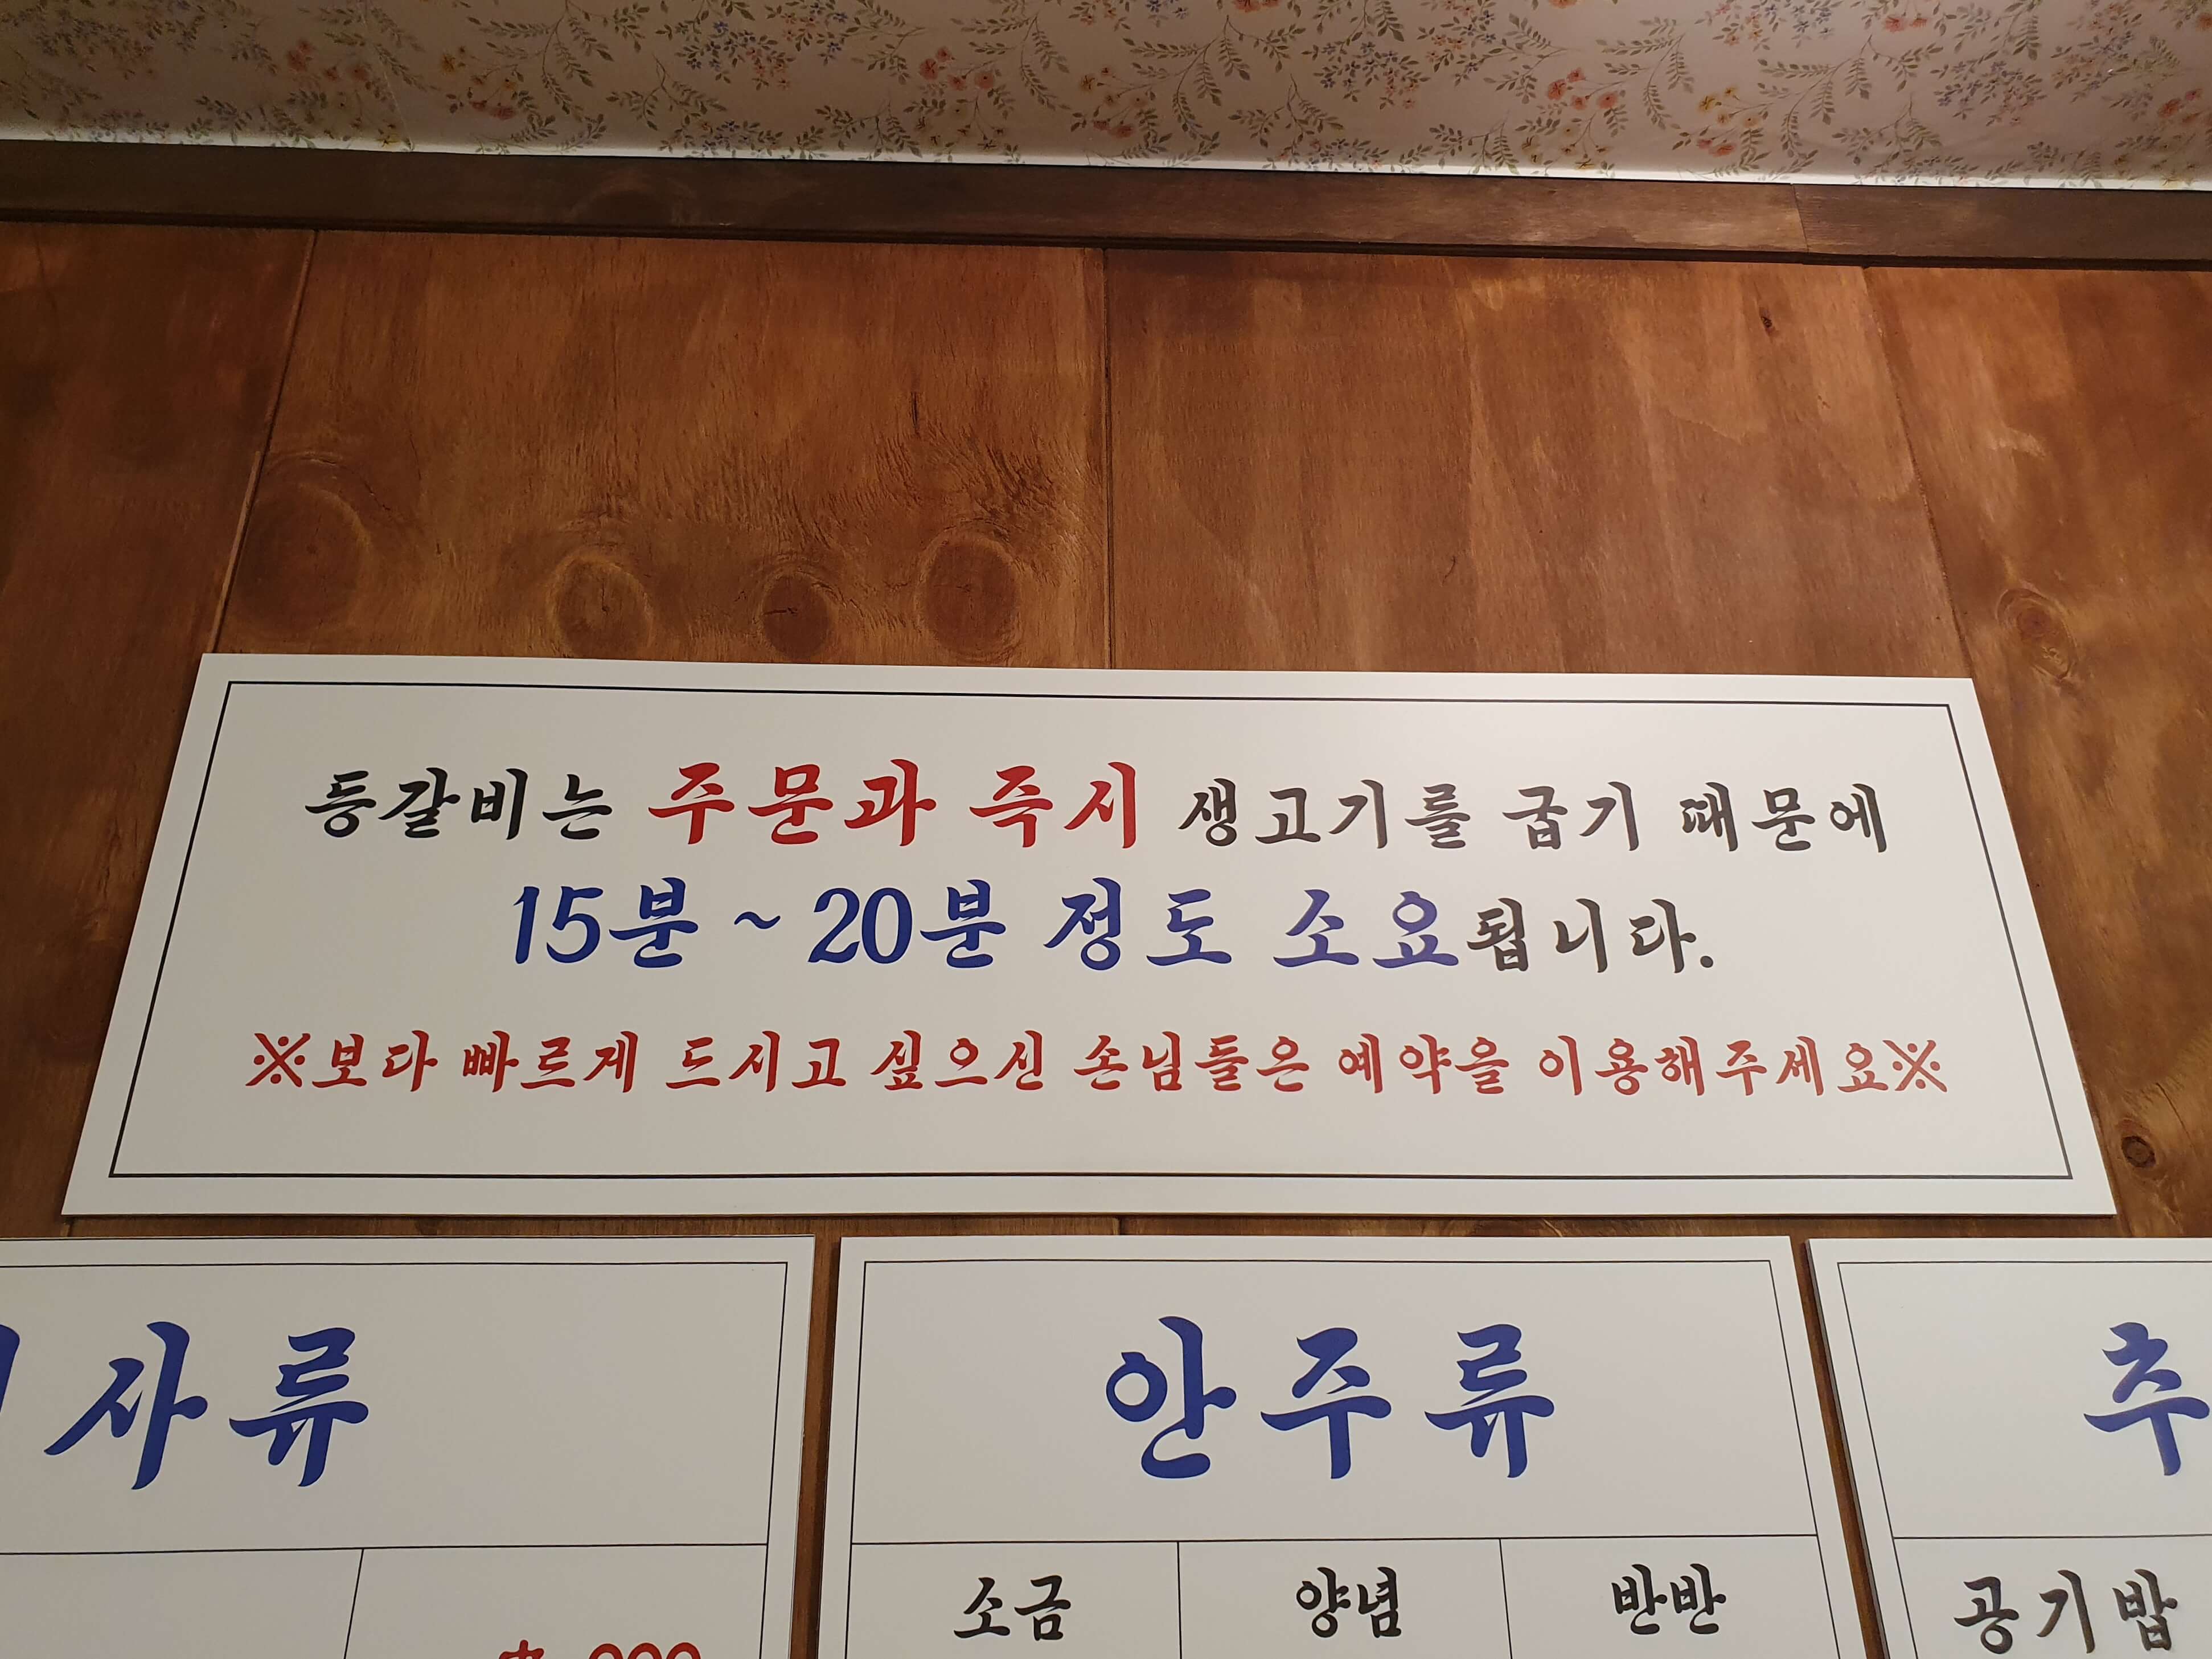 등갈비는 주문과 즉시 생고기를 굽기 때문에
15분 ~ 20분 정도 소요됩니다.
※보다 빠르게 드시고 싶으신 손님들은 예약을 이용해주세요※
사류
안주류
추
소금 양념 반반
공기밥